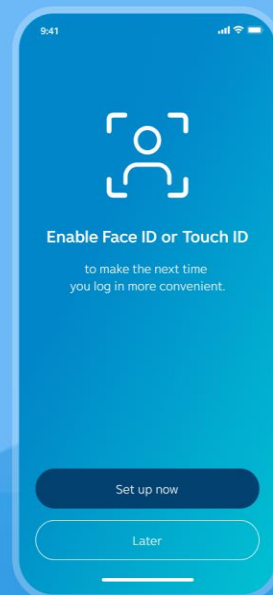 9:41
Enable Face ID or Touch ID
to make the next time
you log in more convenient.
Set up now
Later